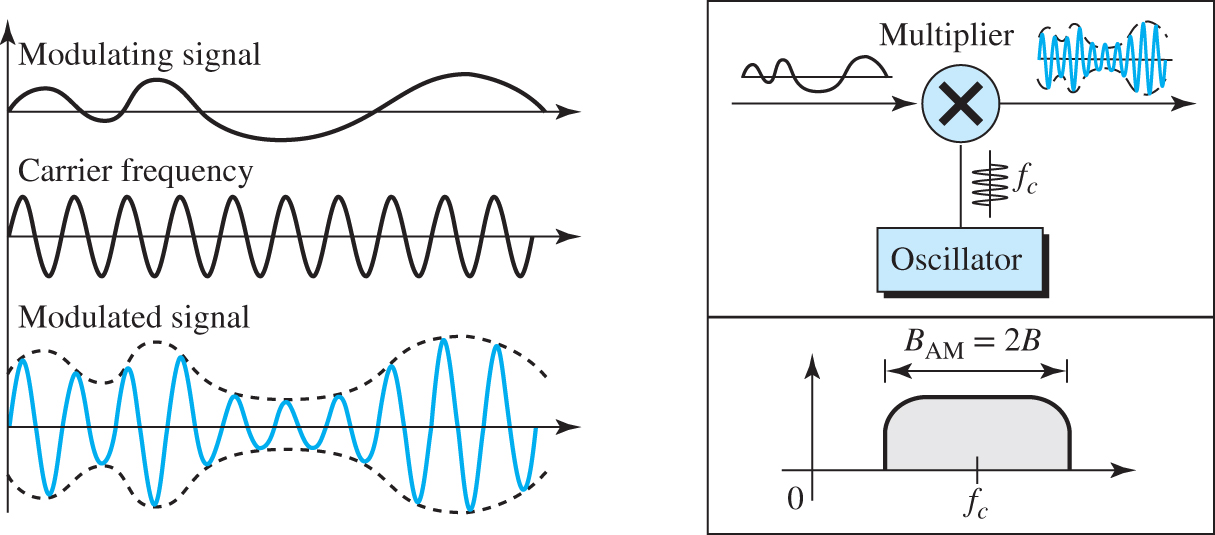 Modulating signal
Carrier frequency
Modulated signal
Multiplier
f_c
Oscillator
B_AM = 2B
0
f_c